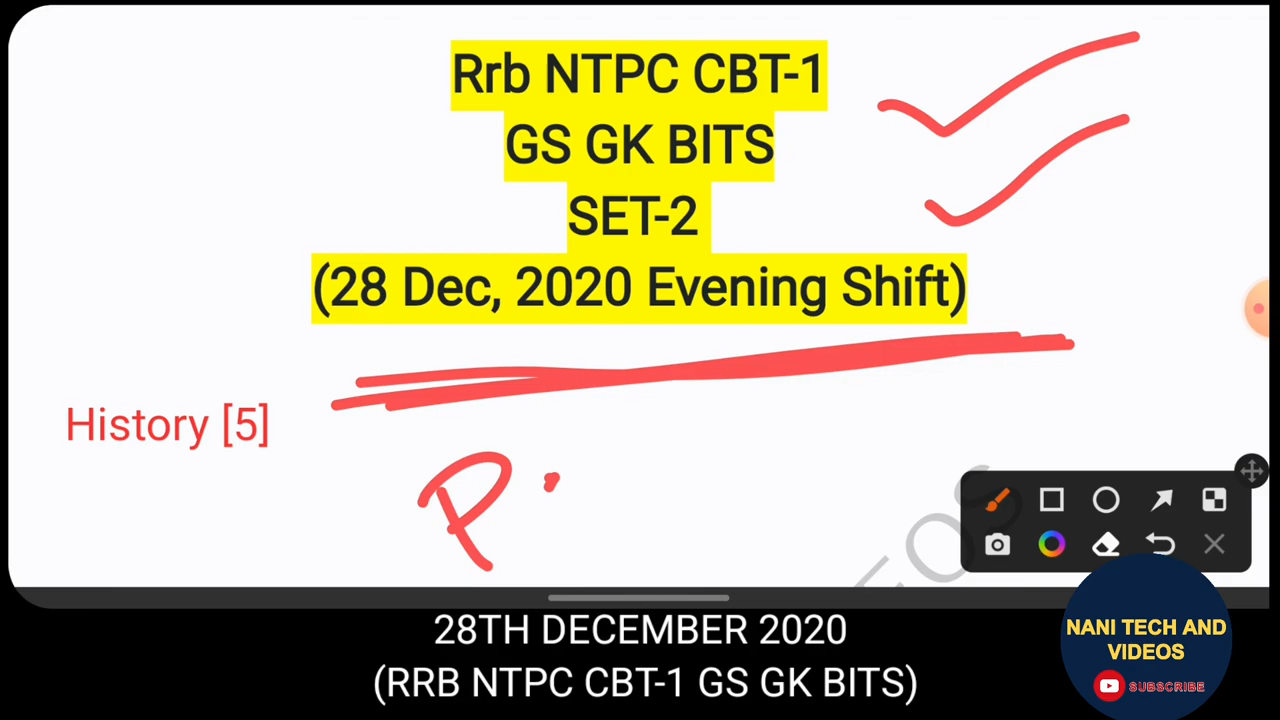 Rrb NTPC CBT-1
GS GK BITS
SET-2
(28 Dec, 2020 Evening Shift)
History [5]
P
28TH DECEMBER 2020
(RRB NTPC CBT-1 GS GK BITS)
NANI TECH AND
VIDEOS
SUBSCRIBE